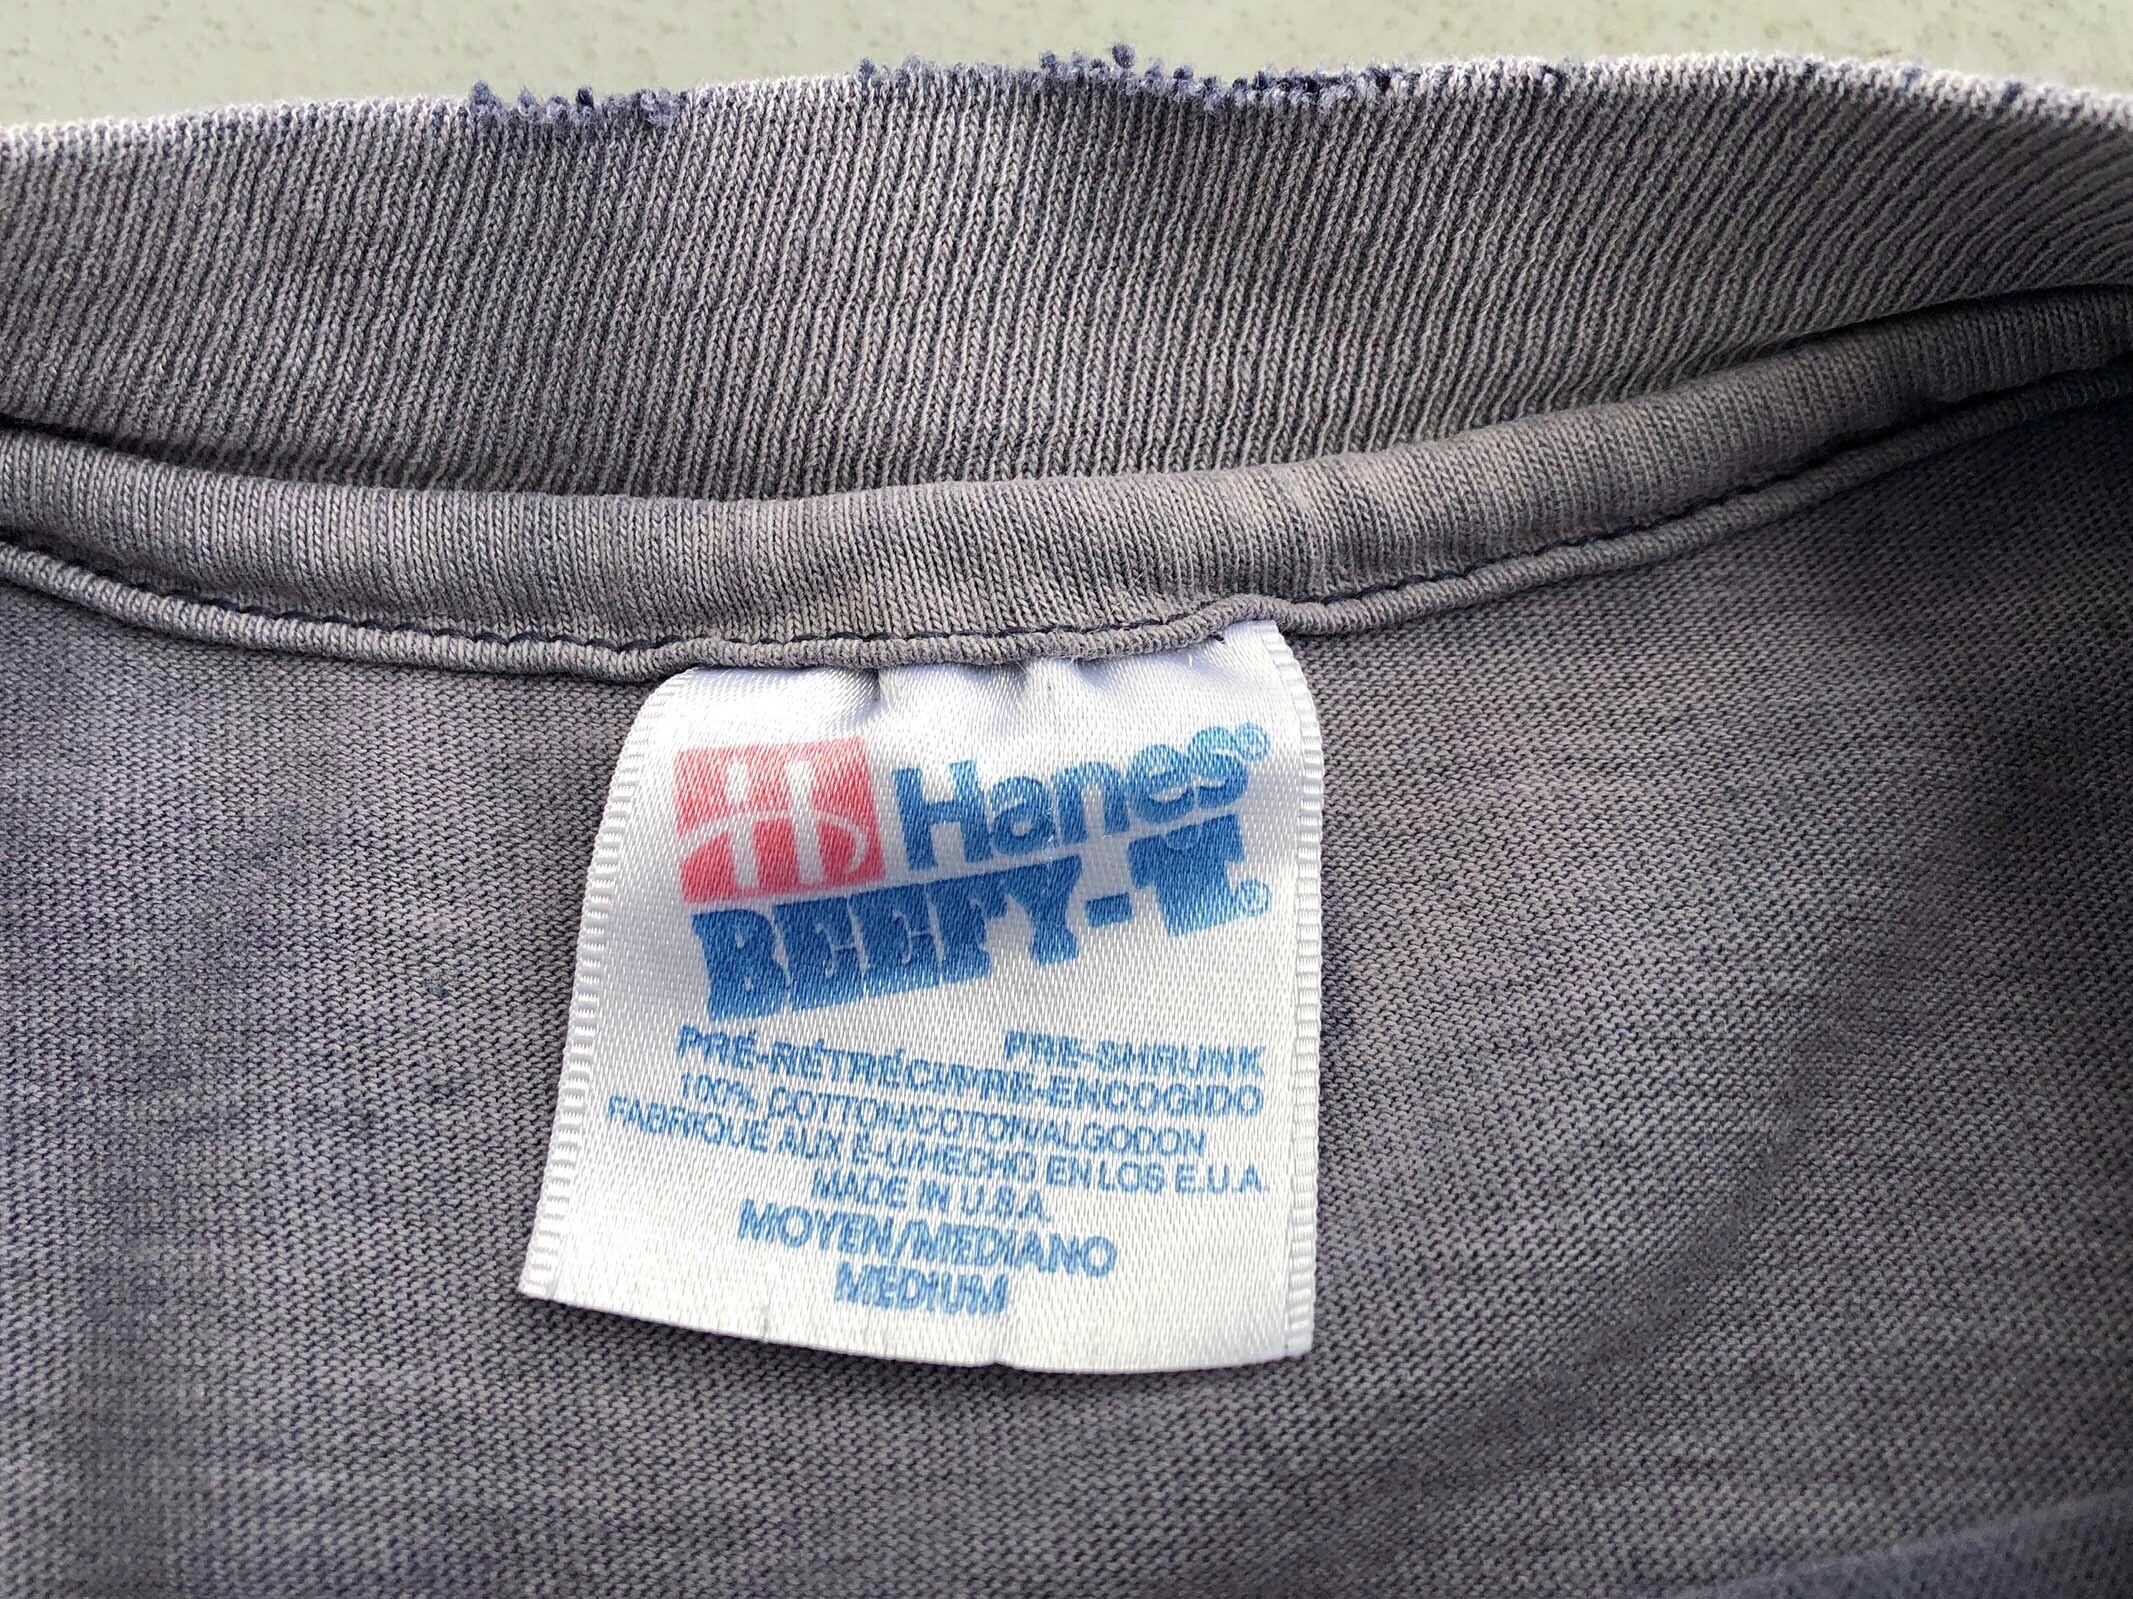 Hanes®
BEEFY-T®
PRE-SHRUNK
PRÉ-RÉTRÉCI/PRE-ENCOGIDO
100% COTTON/COTON/ALGODON
FABRIQUÉ AUX É-U/HECHO EN LOS E.U.A
MADE IN U.S.A.
MOYEN/MEDIANO
MEDIUM